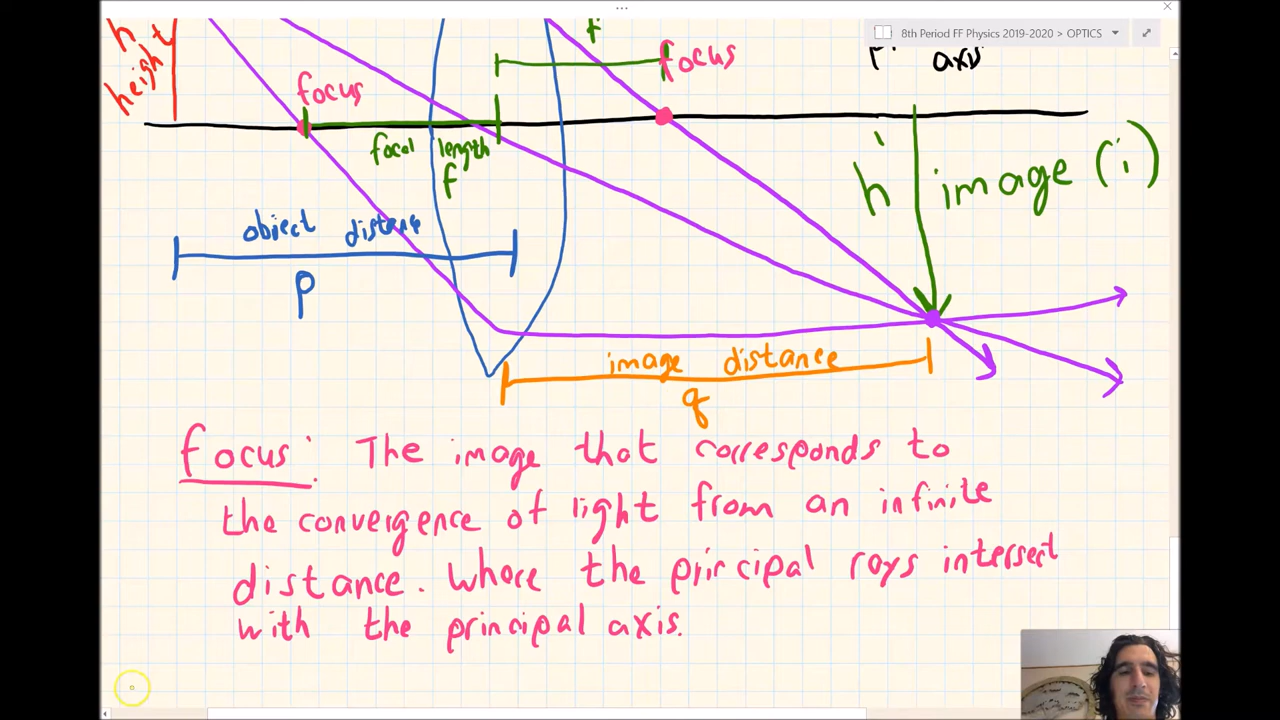 8th Period FF Physics 2019-2020 > OPTICS
h
height
f
focus
axis
focus
focal length
f
h
i
image (i)
object distanc
p
image distance
q
focus: The image that corresponds to
the convergence of light from an infinite
distance. Where the principal rays intersect
with the principal axis.